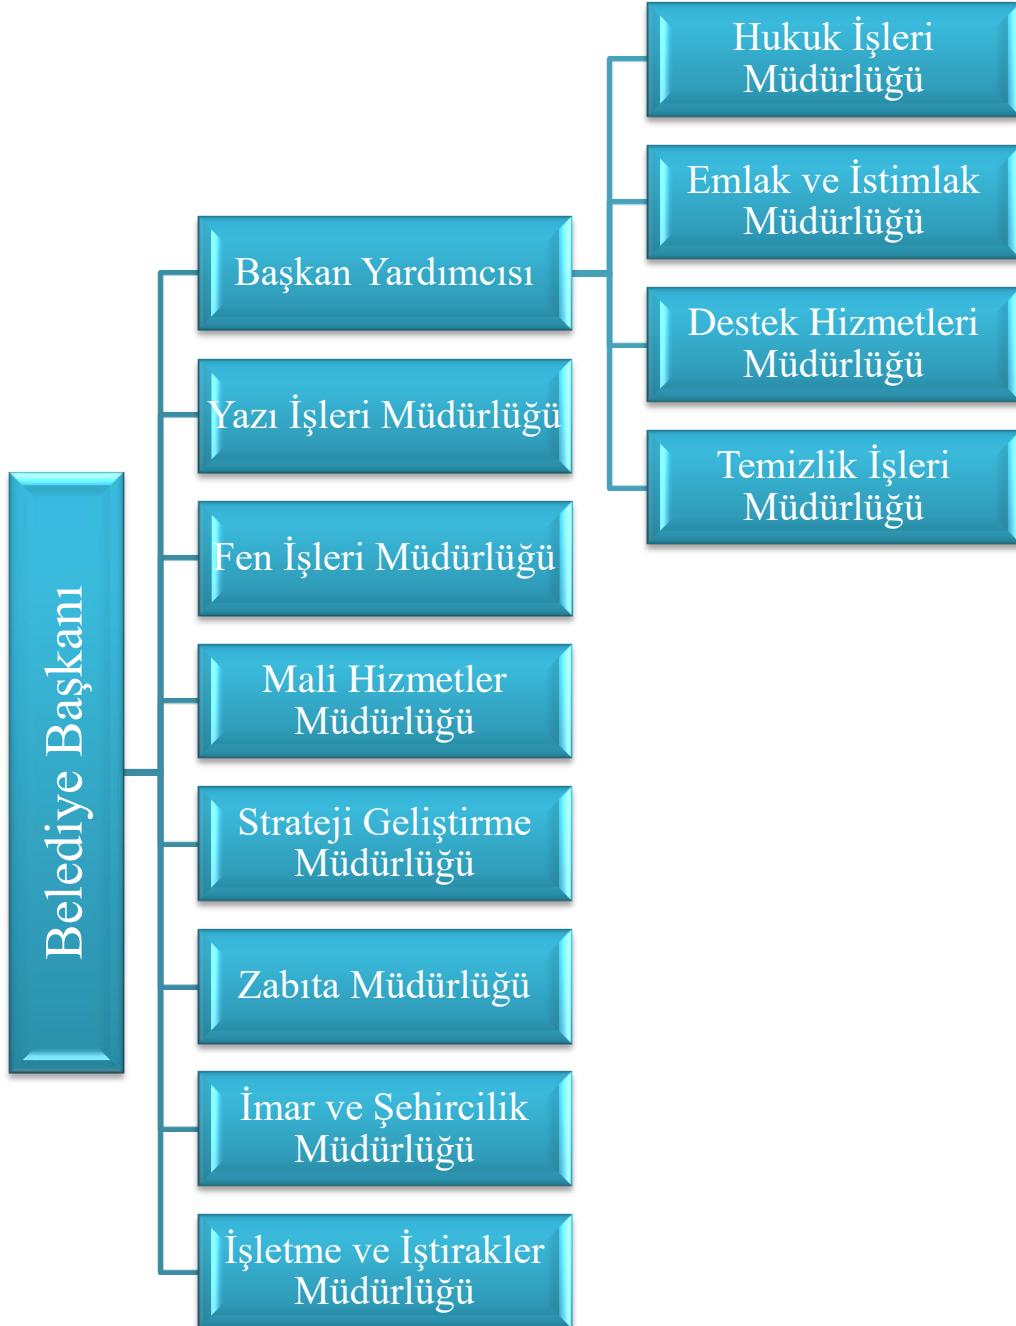 Belediye Başkanı
Başkan Yardımcısı
Hukuk İşleri
Müdürlüğü
Emlak ve İstimlak
Müdürlüğü
Destek Hizmetleri
Müdürlüğü
Temizlik İşleri
Müdürlüğü
Yazı İşleri Müdürlüğü
Fen İşleri Müdürlüğü
Mali Hizmetler
Müdürlüğü
Strateji Geliştirme
Müdürlüğü
Zabıta Müdürlüğü
İmar ve Şehircilik
Müdürlüğü
İşletme ve İştirakler
Müdürlüğü